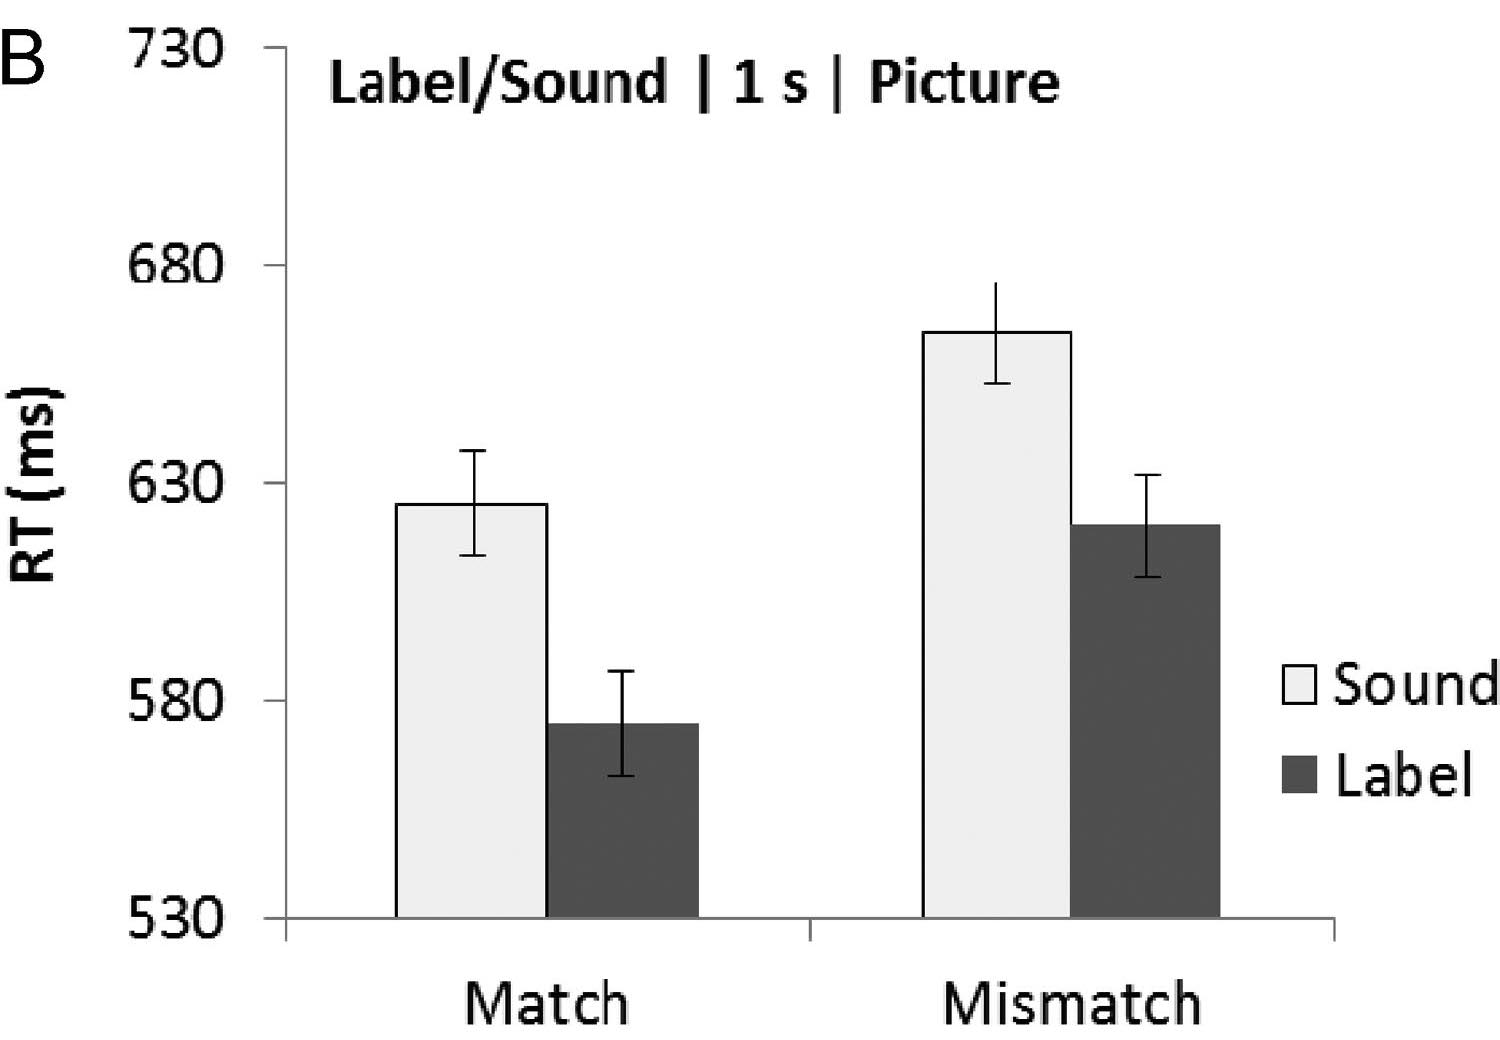 B
730
Label/Sound | 1 s | Picture
680
630
580
530
RT (ms)
Sound
Label
Match
Mismatch